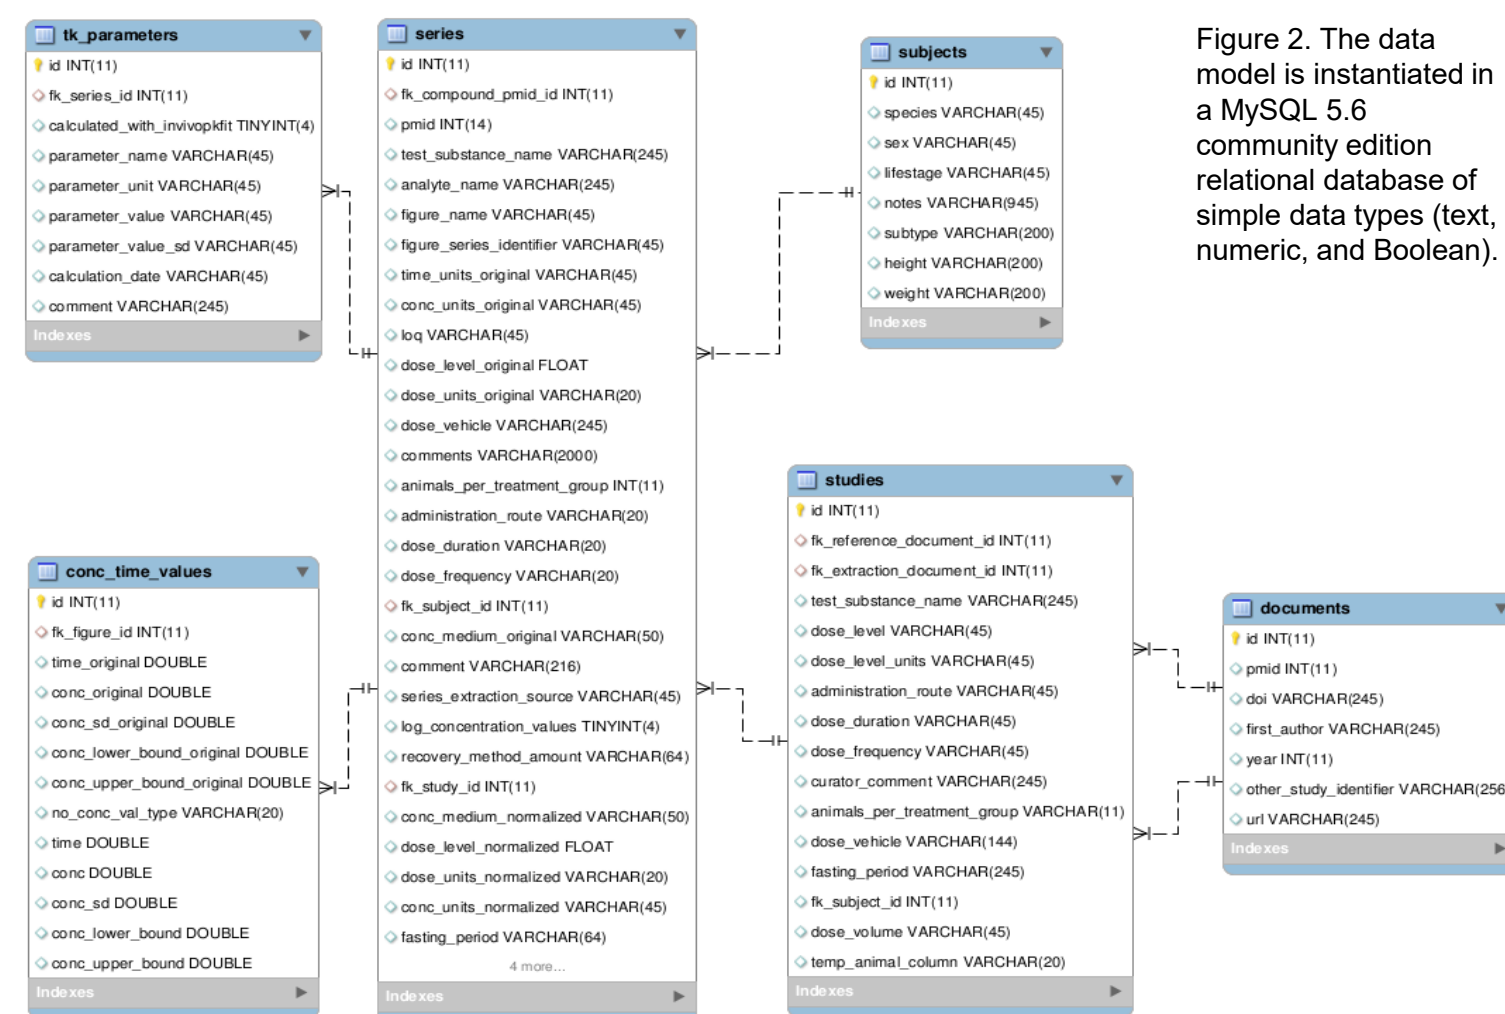 tk_parameters
id INT(11)
fk_series_id INT(11)
calculated_with_invivopkfit TINYINT(4)
parameter_name VARCHAR(45)
parameter_unit VARCHAR(45)
parameter_value VARCHAR(45)
parameter_value_sd VARCHAR(45)
calculation_date VARCHAR(45)
comment VARCHAR(245)
Indexes
series
id INT(11)
fk_compound_pmid_id INT(11)
pmid INT(14)
test_substance_name VARCHAR(245)
analyte_name VARCHAR(245)
figure_name VARCHAR(45)
figure_series_identifier VARCHAR(45)
time_units_original VARCHAR(45)
conc_units_original VARCHAR(45)
loq VARCHAR(45)
dose_level_original FLOAT
dose_units_original VARCHAR(20)
dose_vehicle VARCHAR(245)
comments VARCHAR(2000)
animals_per_treatment_group INT(11)
administration_route VARCHAR(20)
dose_duration VARCHAR(20)
dose_frequency VARCHAR(20)
fk_subject_id INT(11)
conc_medium_original VARCHAR(50)
comment VARCHAR(216)
series_extraction_source VARCHAR(45)
log_concentration_values TINYINT(4)
recovery_method_amount VARCHAR(64)
fk_study_id INT(11)
conc_medium_normalized VARCHAR(50)
dose_level_normalized FLOAT
dose_units_normalized VARCHAR(20)
conc_units_normalized VARCHAR(45)
fasting_period VARCHAR(64)
4 more...
Indexes
subjects
id INT(11)
species VARCHAR(45)
sex VARCHAR(45)
lifestage VARCHAR(45)
notes VARCHAR(945)
subtype VARCHAR(200)
height VARCHAR(200)
weight VARCHAR(200)
Indexes
Figure 2. The data
model is instantiated in
a MySQL 5.6
community edition
relational database of
simple data types (text,
numeric, and Boolean).
conc_time_values
id INT(11)
fk_figure_id INT(11)
time_original DOUBLE
conc_original DOUBLE
conc_sd_original DOUBLE
conc_lower_bound_original DOUBLE
conc_upper_bound_original DOUBLE
no_conc_val_type VARCHAR(20)
time DOUBLE
conc DOUBLE
conc_sd DOUBLE
conc_lower_bound DOUBLE
conc_upper_bound DOUBLE
Indexes
studies
id INT(11)
fk_reference_document_id INT(11)
fk_extraction_document_id INT(11)
test_substance_name VARCHAR(245)
dose_level VARCHAR(45)
dose_level_units VARCHAR(45)
administration_route VARCHAR(45)
dose_duration VARCHAR(45)
dose_frequency VARCHAR(45)
curator_comment VARCHAR(245)
animals_per_treatment_group VARCHAR(11)
dose_vehicle VARCHAR(144)
fasting_period VARCHAR(245)
fk_subject_id INT(11)
dose_volume VARCHAR(45)
temp_animal_column VARCHAR(20)
Indexes
documents
id INT(11)
pmid INT(11)
doi VARCHAR(245)
first_author VARCHAR(245)
year INT(11)
other_study_identifier VARCHAR(256
url VARCHAR(245)
Indexes